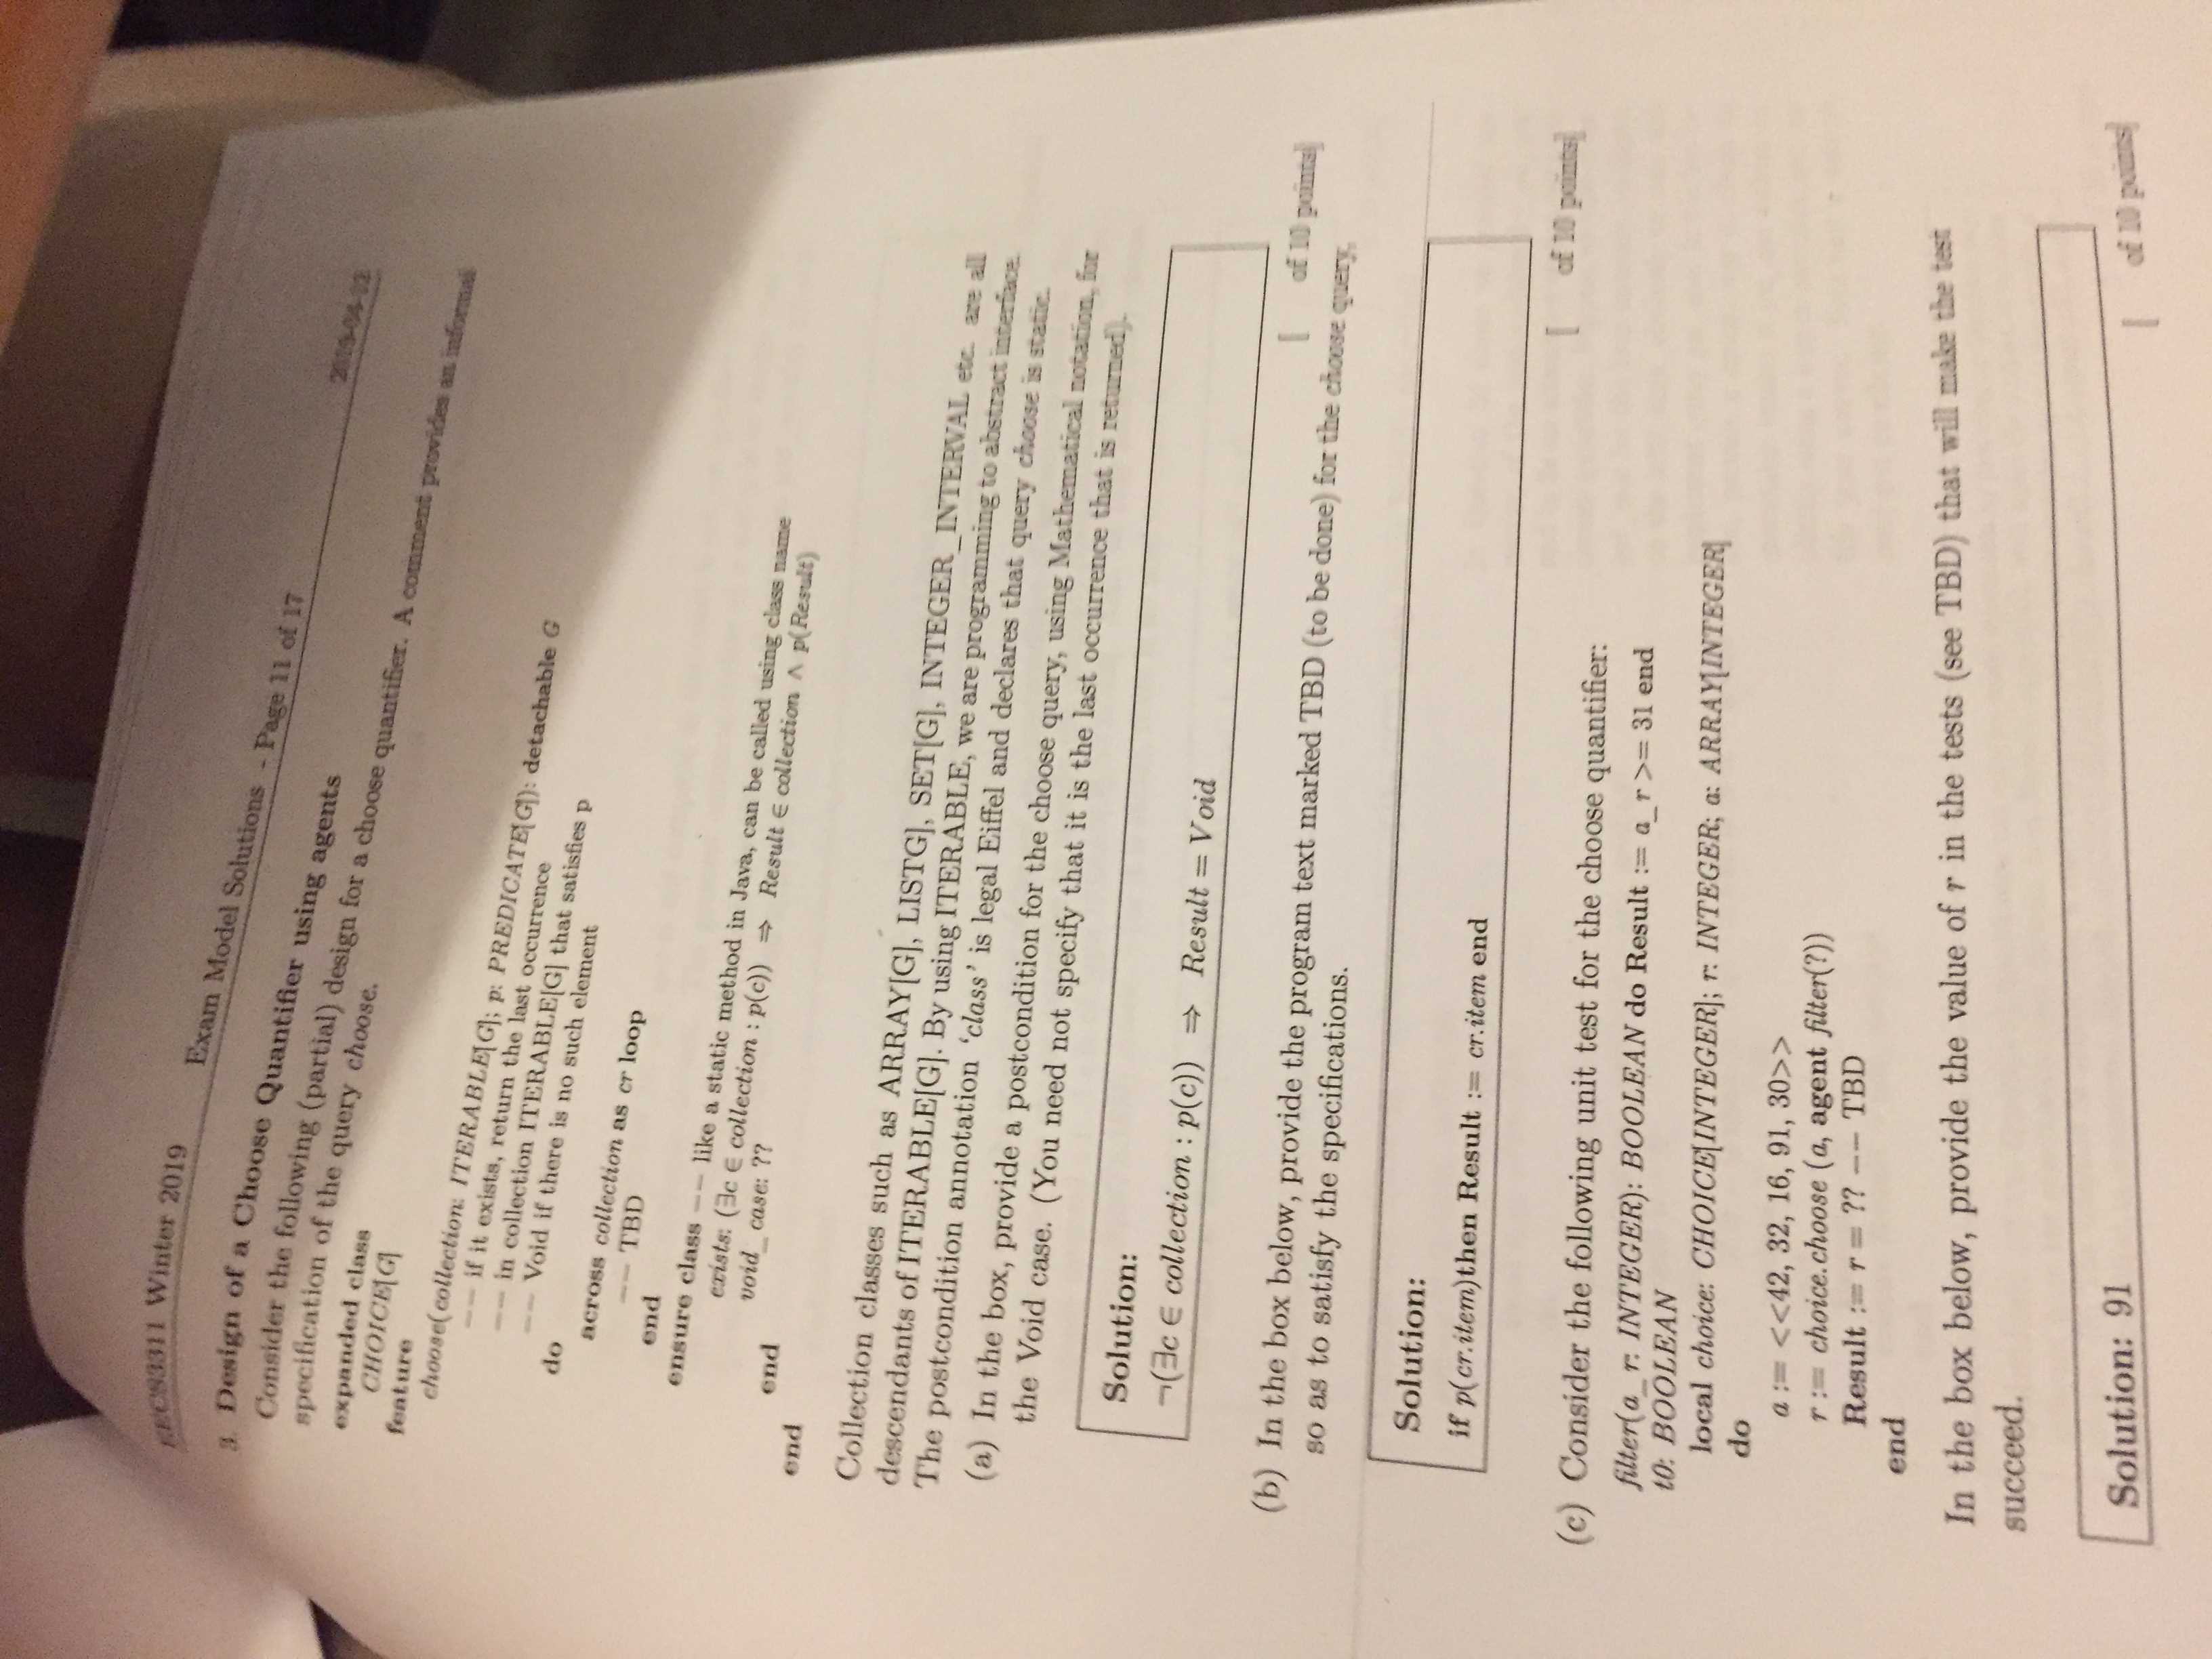 EECS3311 Winter 2019 Exam Model Solutions - Page 11 of 17 2019-04-12
3. Design of a Choose Quantifier using agents
Consider the following (partial) design for a choose quantifier. A comment provides an informal
specification of the query choose.
expanded class
CHOICE[G]
feature
choose(collection: ITERABLE[G]; p: PREDICATE[G]): detachable G
-- if it exists, return the last occurrence
-- in collection ITERABLE[G] that satisfies p
-- Void if there is no such element
do
across collection as cr loop
-- TBD
end
ensure class -- like a static method in Java, can be called using class name
exists: (∃c ∈ collection : p(c)) ⇒ Result ∈ collection ∧ p(Result)
void_case: ??
end
end
Collection classes such as ARRAY[G], LISTG], SET[G], INTEGER_INTERVAL etc. are all
descendants of ITERABLE[G]. By using ITERABLE, we are programming to abstract interface.
The postcondition annotation ‘class’ is legal Eiffel and declares that query choose is static.
(a) In the box, provide a postcondition for the choose query, using Mathematical notation, for
the Void case. (You need not specify that it is the last occurrence that is returned).
Solution:
¬(∃c ∈ collection : p(c)) ⇒ Result = Void
[ of 10 points]
(b) In the box below, provide the program text marked TBD (to be done) for the choose query,
so as to satisfy the specifications.
Solution:
if p(cr.item)then Result := cr.item end
[ of 10 points]
(c) Consider the following unit test for the choose quantifier:
filter(a_r: INTEGER): BOOLEAN do Result := a_r >= 31 end
t0: BOOLEAN
local choice: CHOICE[INTEGER]; r: INTEGER; a: ARRAY[INTEGER]
do
a := <<42, 32, 16, 91, 30>>
r := choice.choose (a, agent filter(?))
Result := r = ?? -- TBD
end
In the box below, provide the value of r in the tests (see TBD) that will make the test
succeed.
Solution: 91
[ of 10 points]